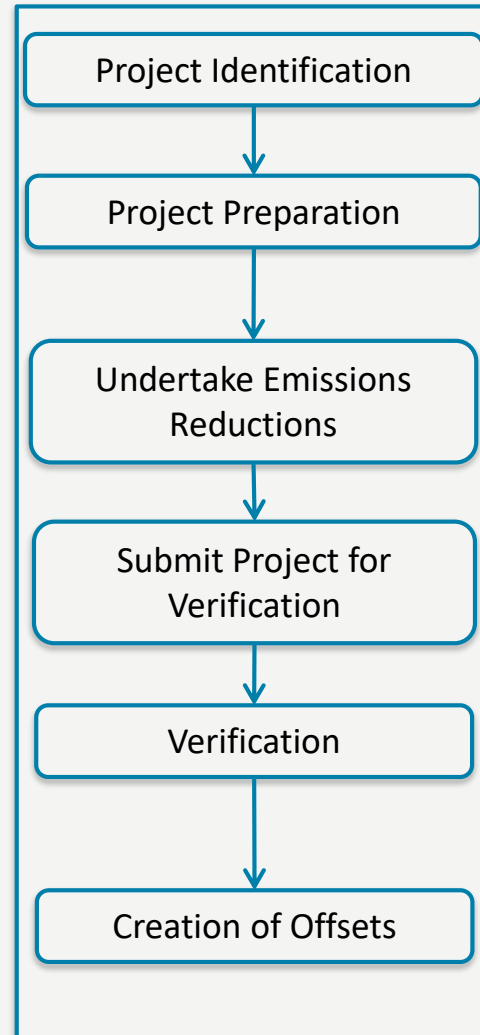 Project Identification
Project Preparation
Undertake Emissions
Reductions
Submit Project for
Verification
Verification
Creation of Offsets